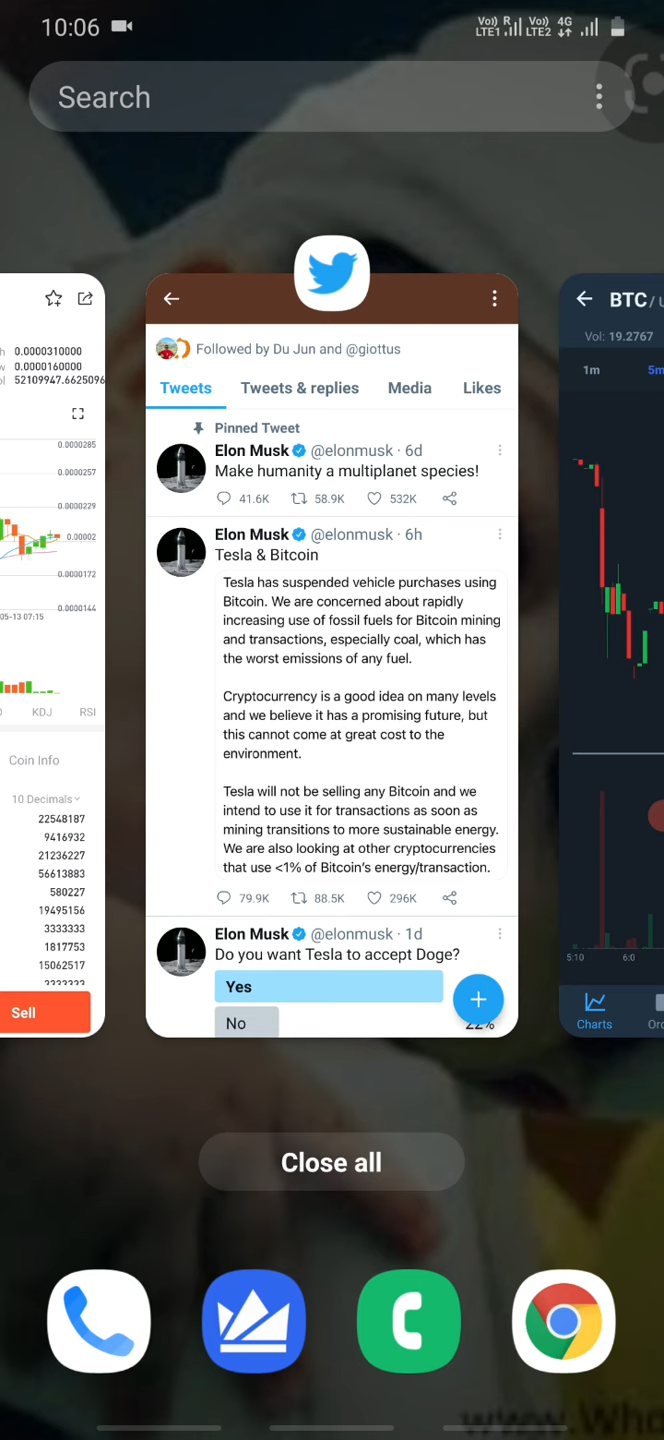 10:06
Vo) R
LTE1
Vo)
LTE2
4G
Search
h 0.0000310000
w 0.0000160000
ol 52109947.6625096
0.0000285
0.0000257
0.0000229
0.00002
0.0000172
0.0000144
05-13 07:15
KDJ RSI
Coin Info
10 Decimals
22548187
9416932
21236227
56613883
580227
19495156
3333333
1817753
15062517
3333333
Sell
Followed by Du Jun and @giottus
Tweets Tweets & replies Media Likes
Pinned Tweet
Elon Musk @elonmusk · 6d
Make humanity a multiplanet species!
41.6K 58.9K 532K
Elon Musk @elonmusk · 6h
Tesla & Bitcoin
Tesla has suspended vehicle purchases using
Bitcoin. We are concerned about rapidly
increasing use of fossil fuels for Bitcoin mining
and transactions, especially coal, which has
the worst emissions of any fuel.
Cryptocurrency is a good idea on many levels
and we believe it has a promising future, but
this cannot come at great cost to the
environment.
Tesla will not be selling any Bitcoin and we
intend to use it for transactions as soon as
mining transitions to more sustainable energy.
We are also looking at other cryptocurrencies
that use <1% of Bitcoin's energy/transaction.
79.9K 88.5K 296K
Elon Musk @elonmusk · 1d
Do you want Tesla to accept Doge?
Yes
No 22%
BTC/
Vol: 19.2767
1m 5m
5:10 6:0
Charts
Close all